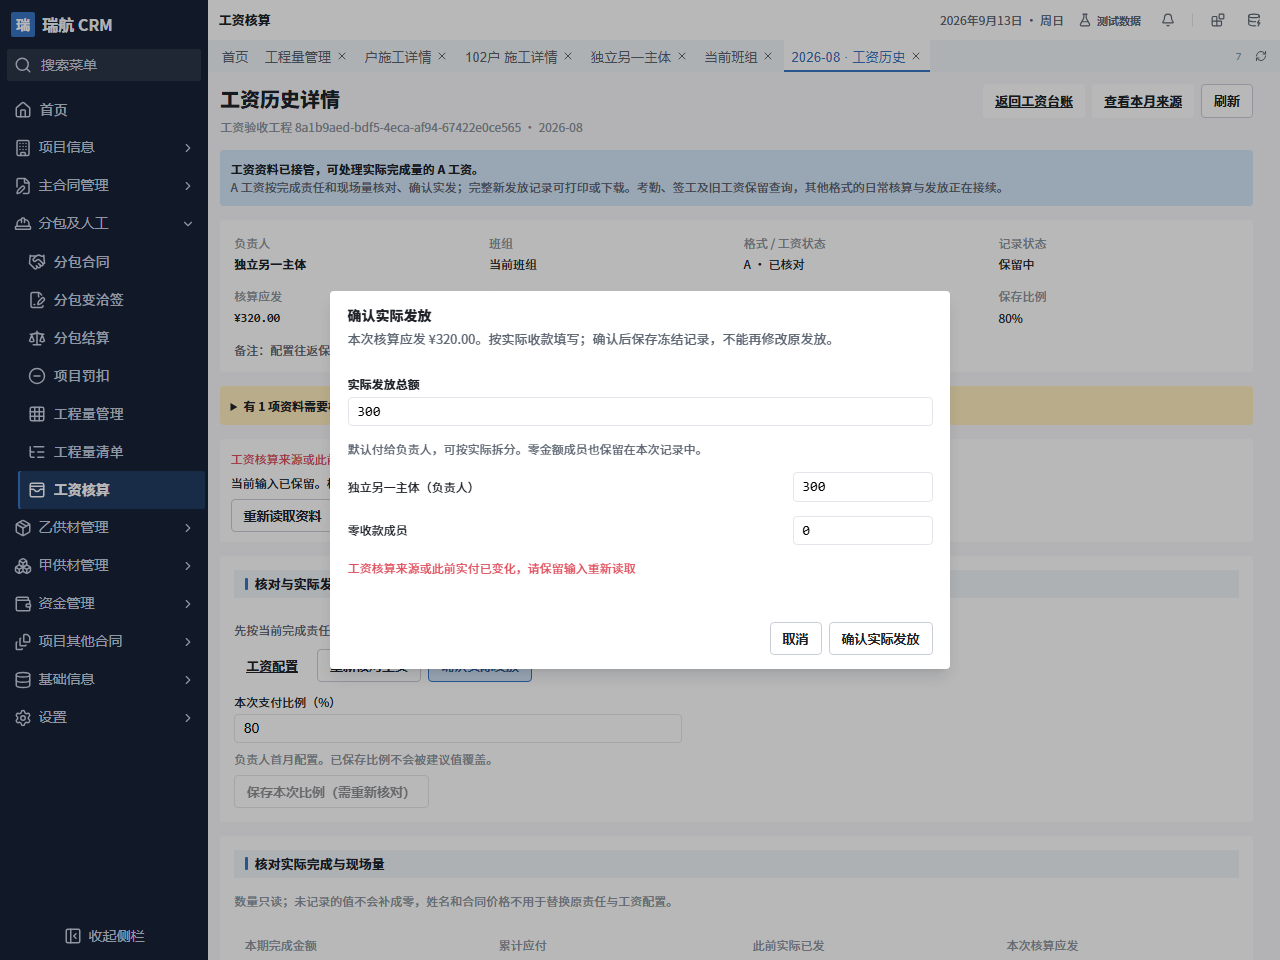 瑞 瑞航 CRM
搜索菜单
首页
项目信息
主合同管理
分包及人工
分包合同
分包变洽签
分包结算
项目罚扣
工程量管理
工程量清单
工资核算
乙供材管理
甲供材管理
资金管理
项目其他合同
基础信息
设置
收起侧栏
工资核算
2026年9月13日 · 周日 测试数据
首页 工程量管理 户施工详情 102户 施工详情 独立另一主体 当前班组 2026-08 · 工资历史 7
工资历史详情
返回工资台账 查看本月来源 刷新
工资验收工程 8a1b9aed-bdf5-4eca-af94-67422e0ce565 · 2026-08
工资资料已接管，可处理实际完成量的 A 工资。
A 工资按完成责任和现场量核对、确认实发；完整新发放记录可打印或下载。考勤、签工及旧工资保留查询，其他格式的日常核算与发放正在接续。
负责人 班组 格式 / 工资状态 记录状态
独立另一主体 当前班组 A · 已核对 保留中
核算应发 保存比例
¥320.00 80%
备注：配置往返保
有 1 项资料需要
工资核算来源或此前
当前输入已保留。
重新读取资料
核对与实际发
先按当前完成责任
工资配置
本次支付比例（%）
80
负责人首月配置。已保存比例不会被建议值覆盖。
保存本次比例（需重新核对）
核对实际完成与现场量
数量只读；未记录的值不会补成零，姓名和合同价格不用于替换原责任与工资配置。
本期完成金额 累计应付 此前实际已发 本次核算应发
确认实际发放
本次核算应发 ¥320.00。按实际收款填写；确认后保存冻结记录，不能再修改原发放。
实际发放总额
300
默认付给负责人，可按实际拆分。零金额成员也保留在本次记录中。
独立另一主体（负责人） 300
零收款成员 0
工资核算来源或此前实付已变化，请保留输入重新读取
取消 确认实际发放